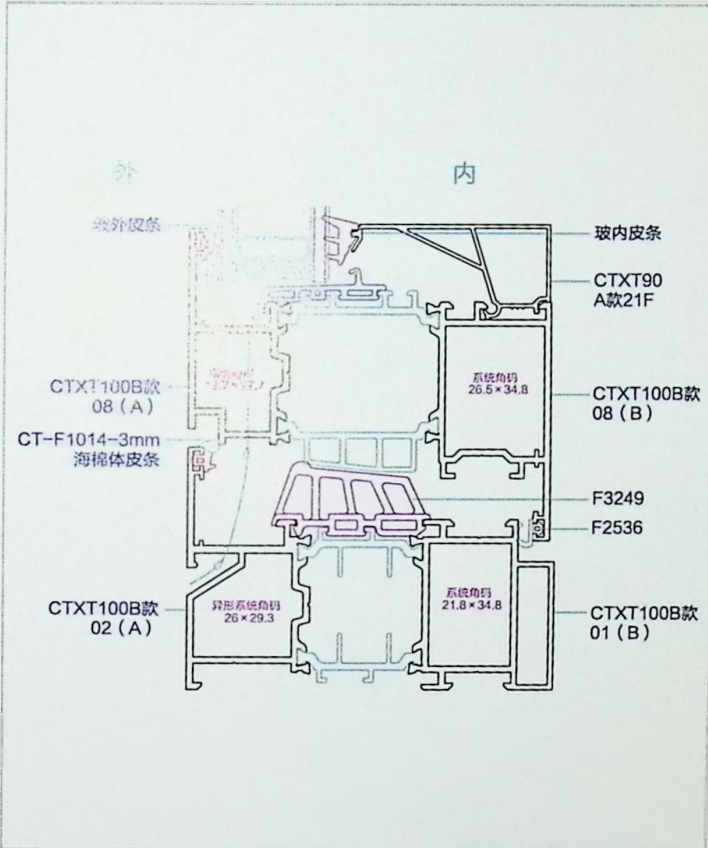 外
内
玻外皮条
玻内皮条
CTXT90
A款21F
CTXT100B款
08（A）
系统角码
26.5×34.8
CTXT100B款
08（B）
CT-F1014-3mm
海棉体皮条
F3249
F2536
CTXT100B款
02（A）
异形系统角码
26×29.3
系统角码
21.8×34.8
CTXT100B款
01（B）